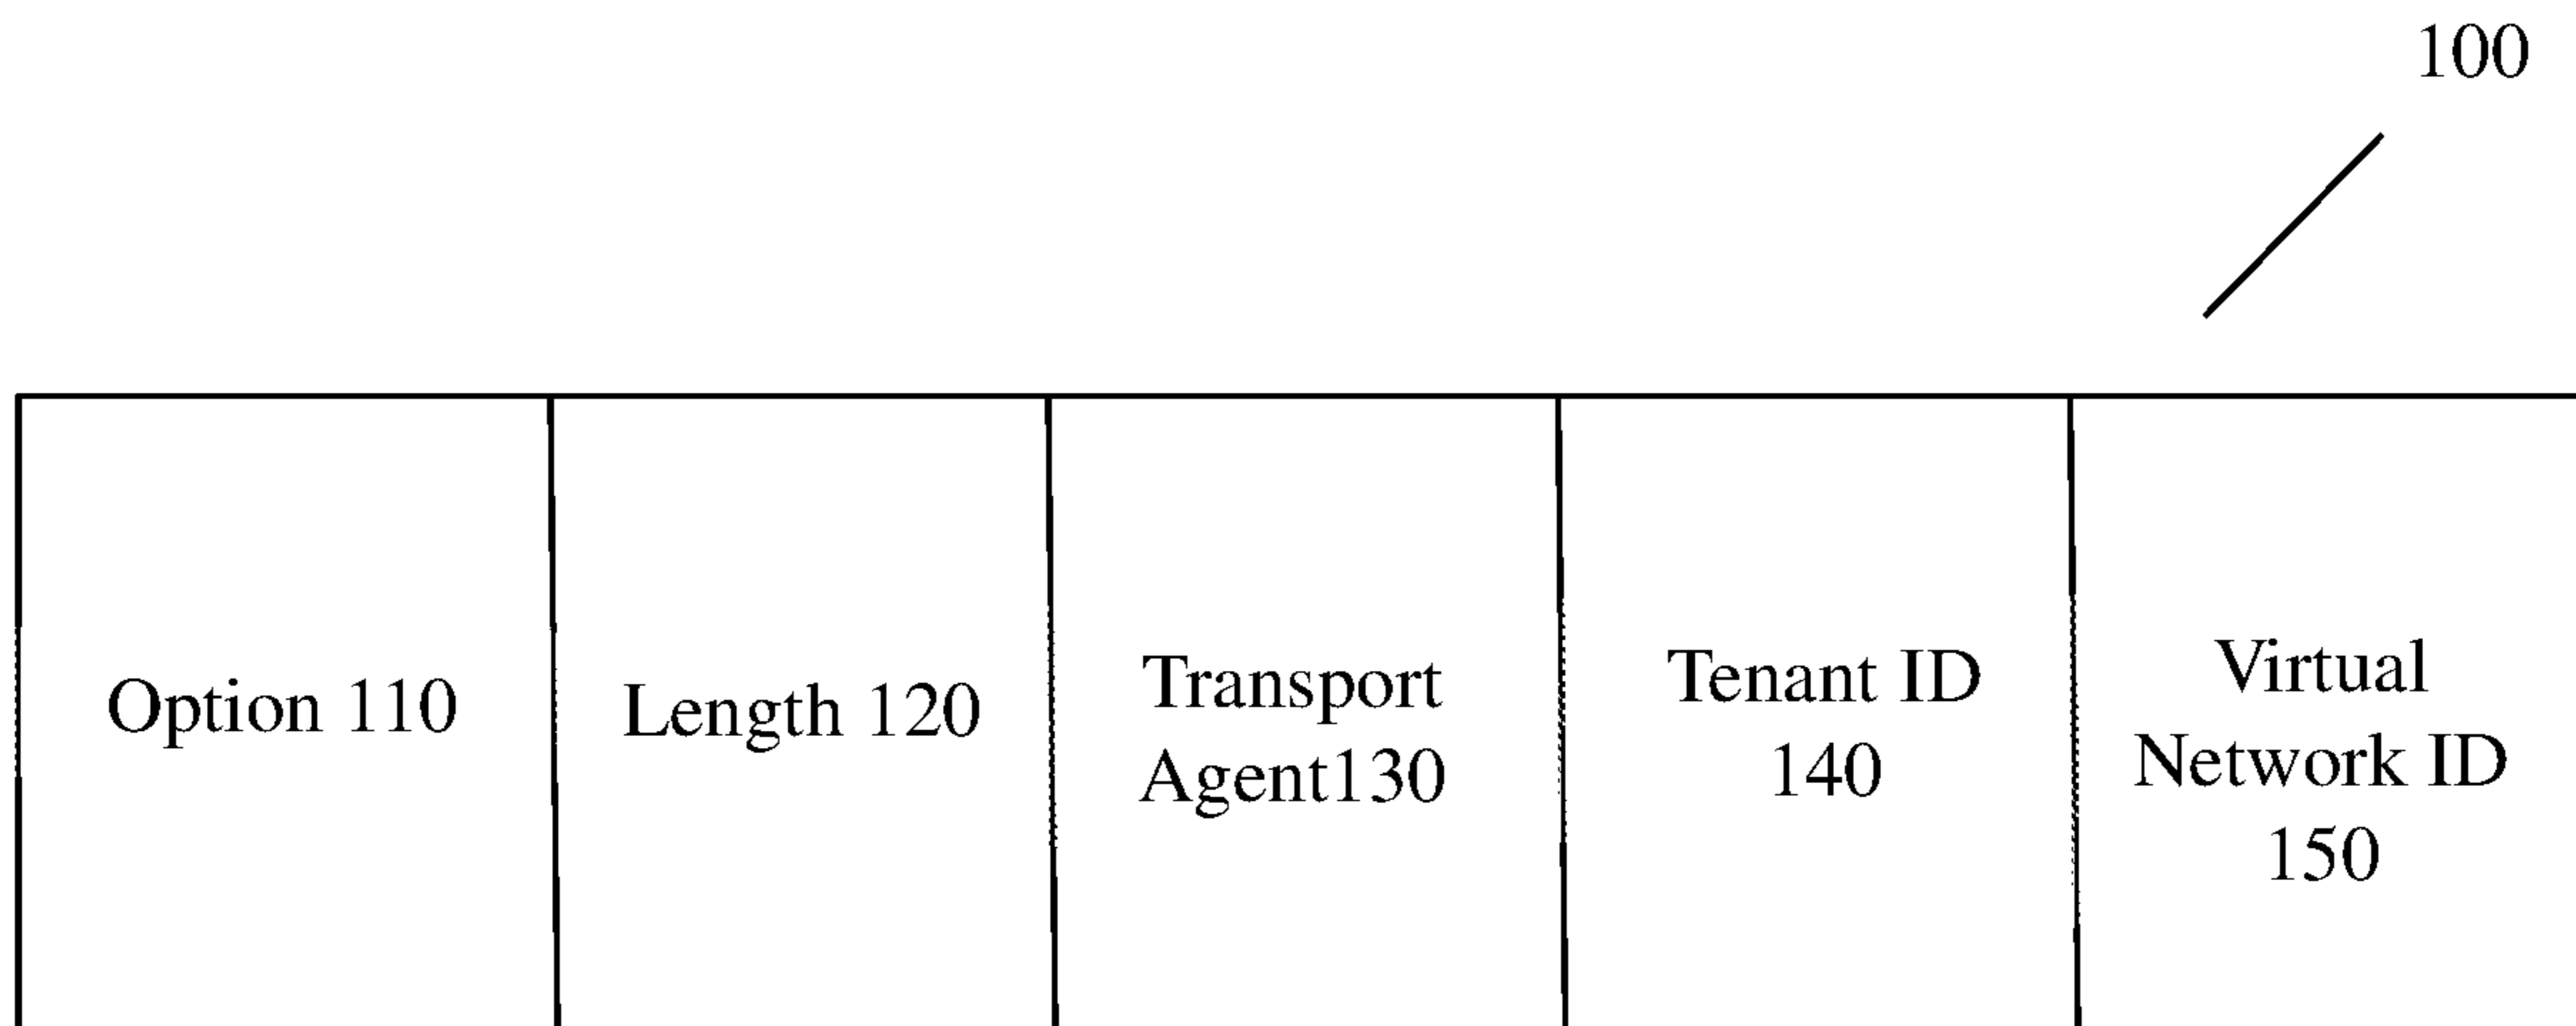 100
Option 110
Length 120
Transport
Agent130
Tenant ID
140
Virtual
Network ID
150